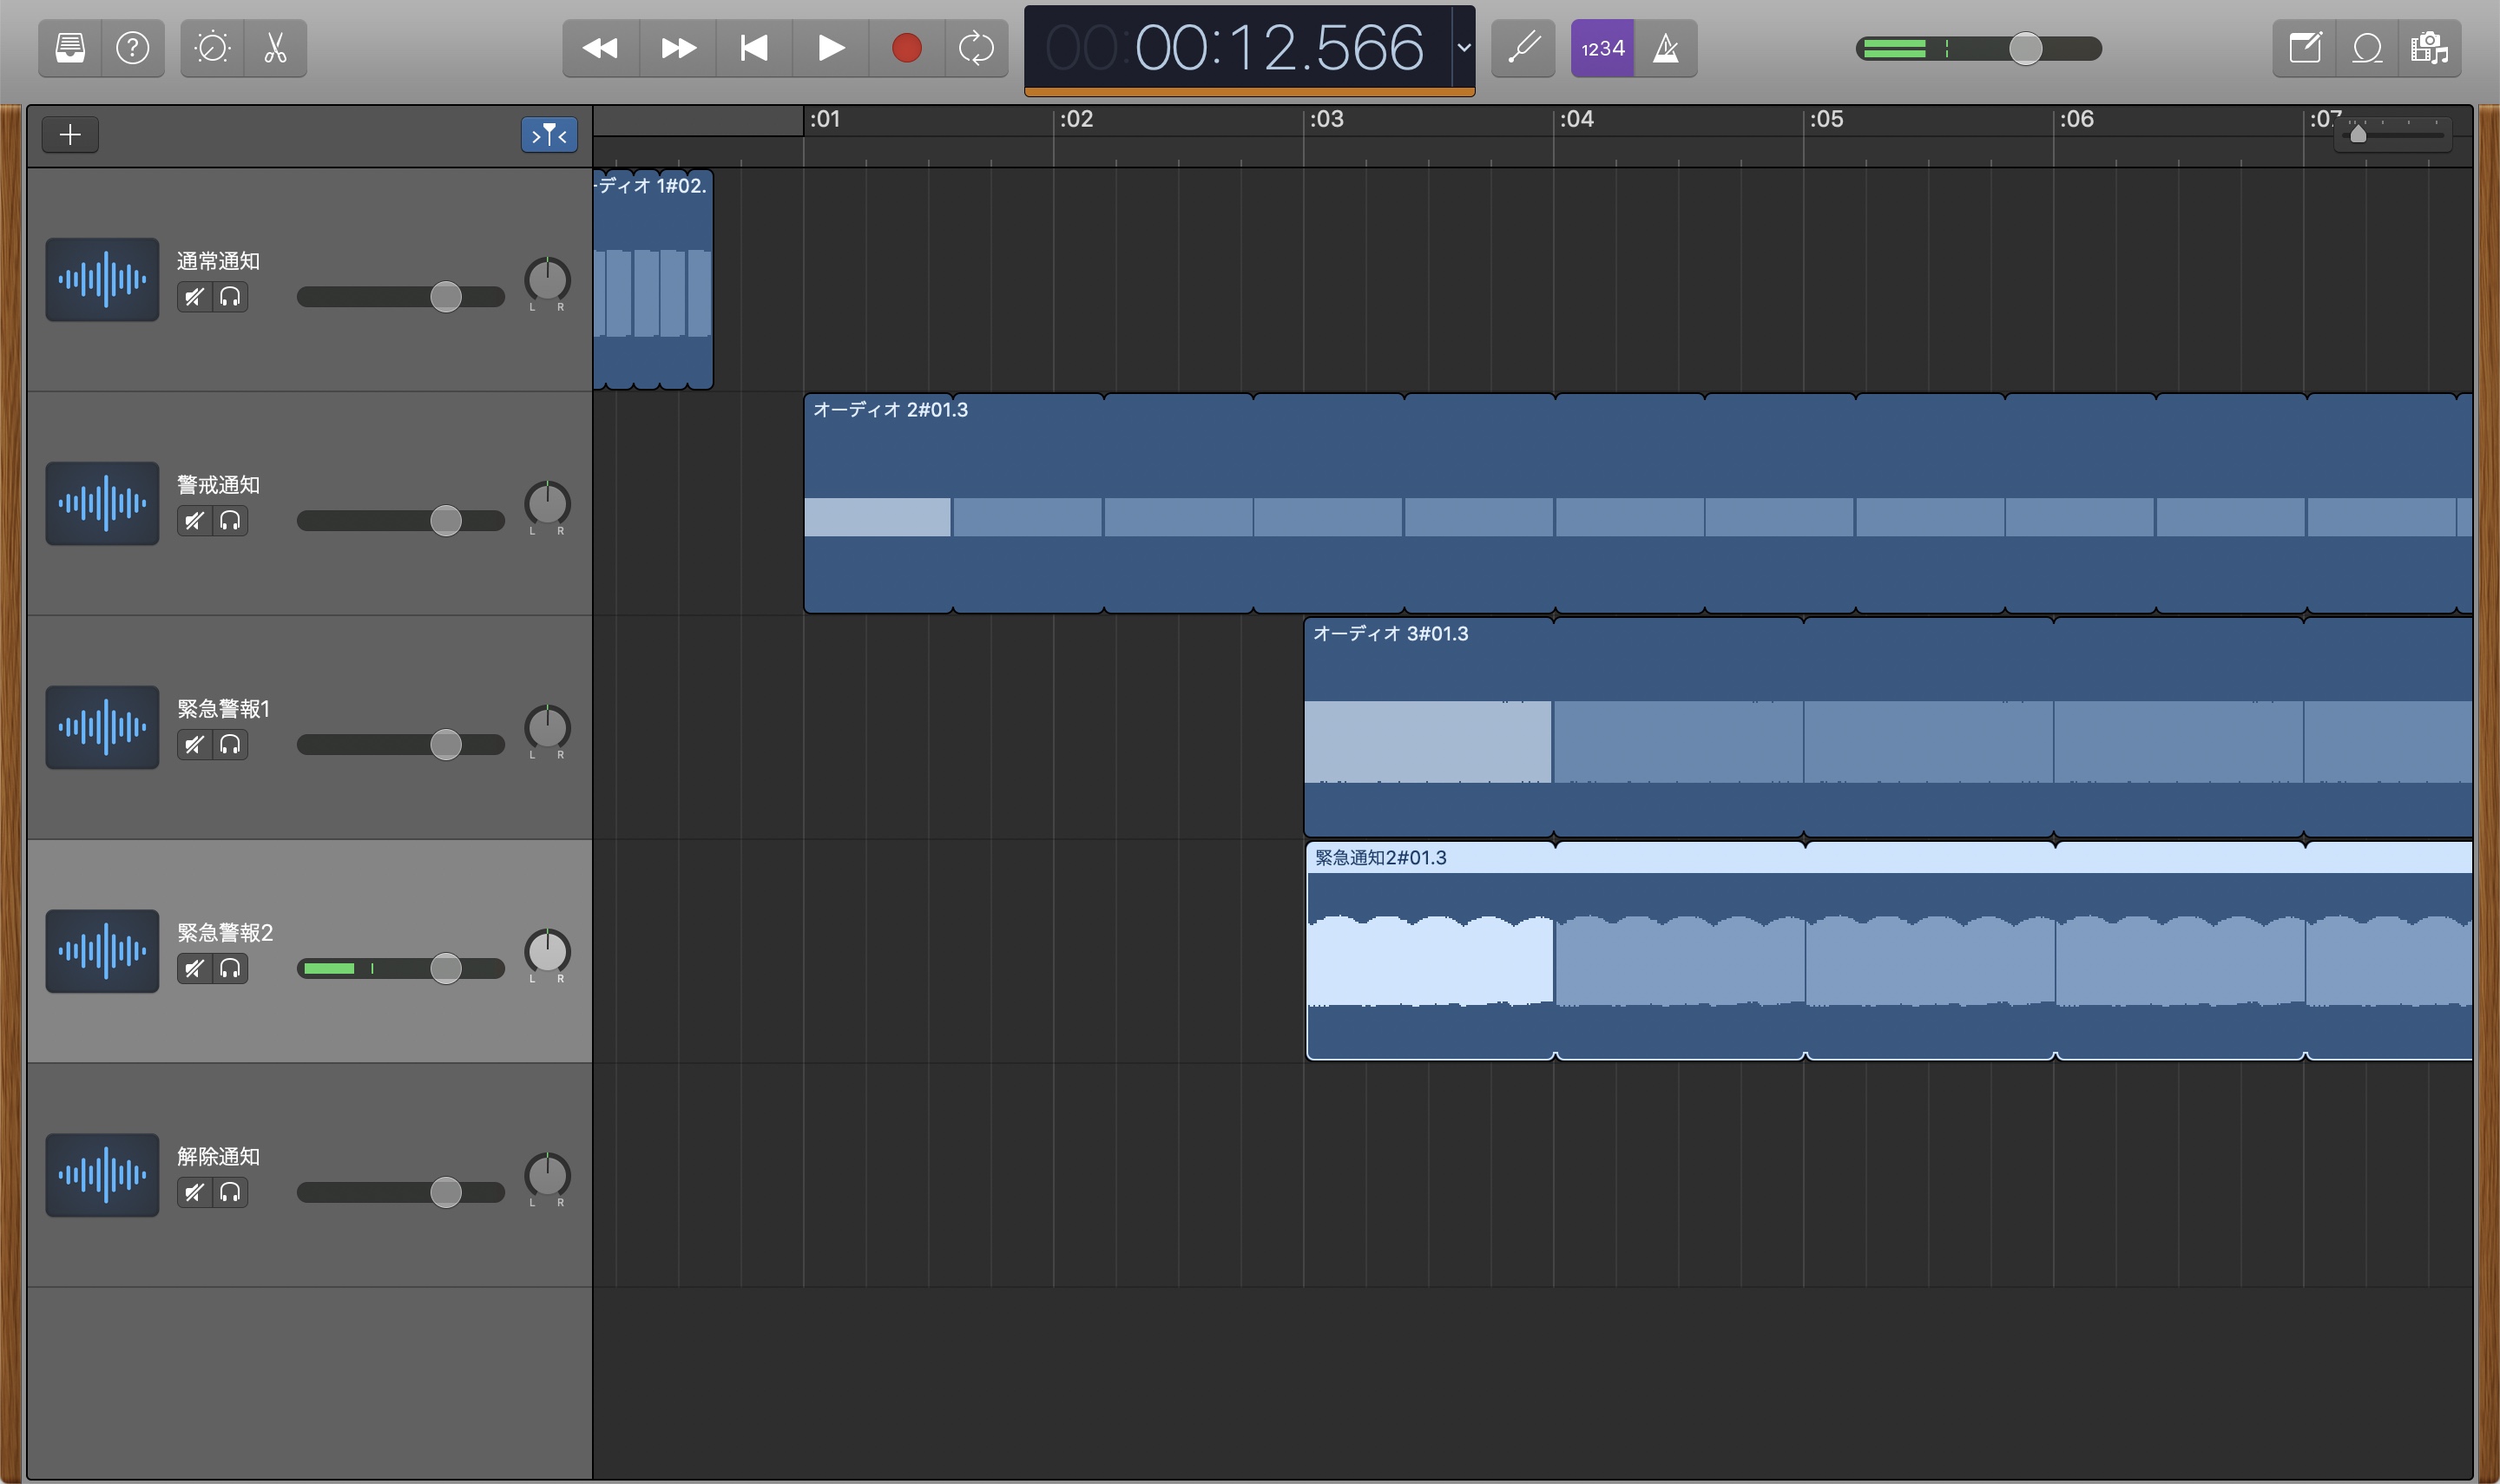 00:00:12.566
1234
:01 :02 :03 :04 :05 :06 :07
ーディオ 1#02.
通常通知
L R
オーディオ 2#01.3
警戒通知
L R
オーディオ 3#01.3
緊急警報1
L R
緊急通知2#01.3
緊急警報2
L R
解除通知
L R